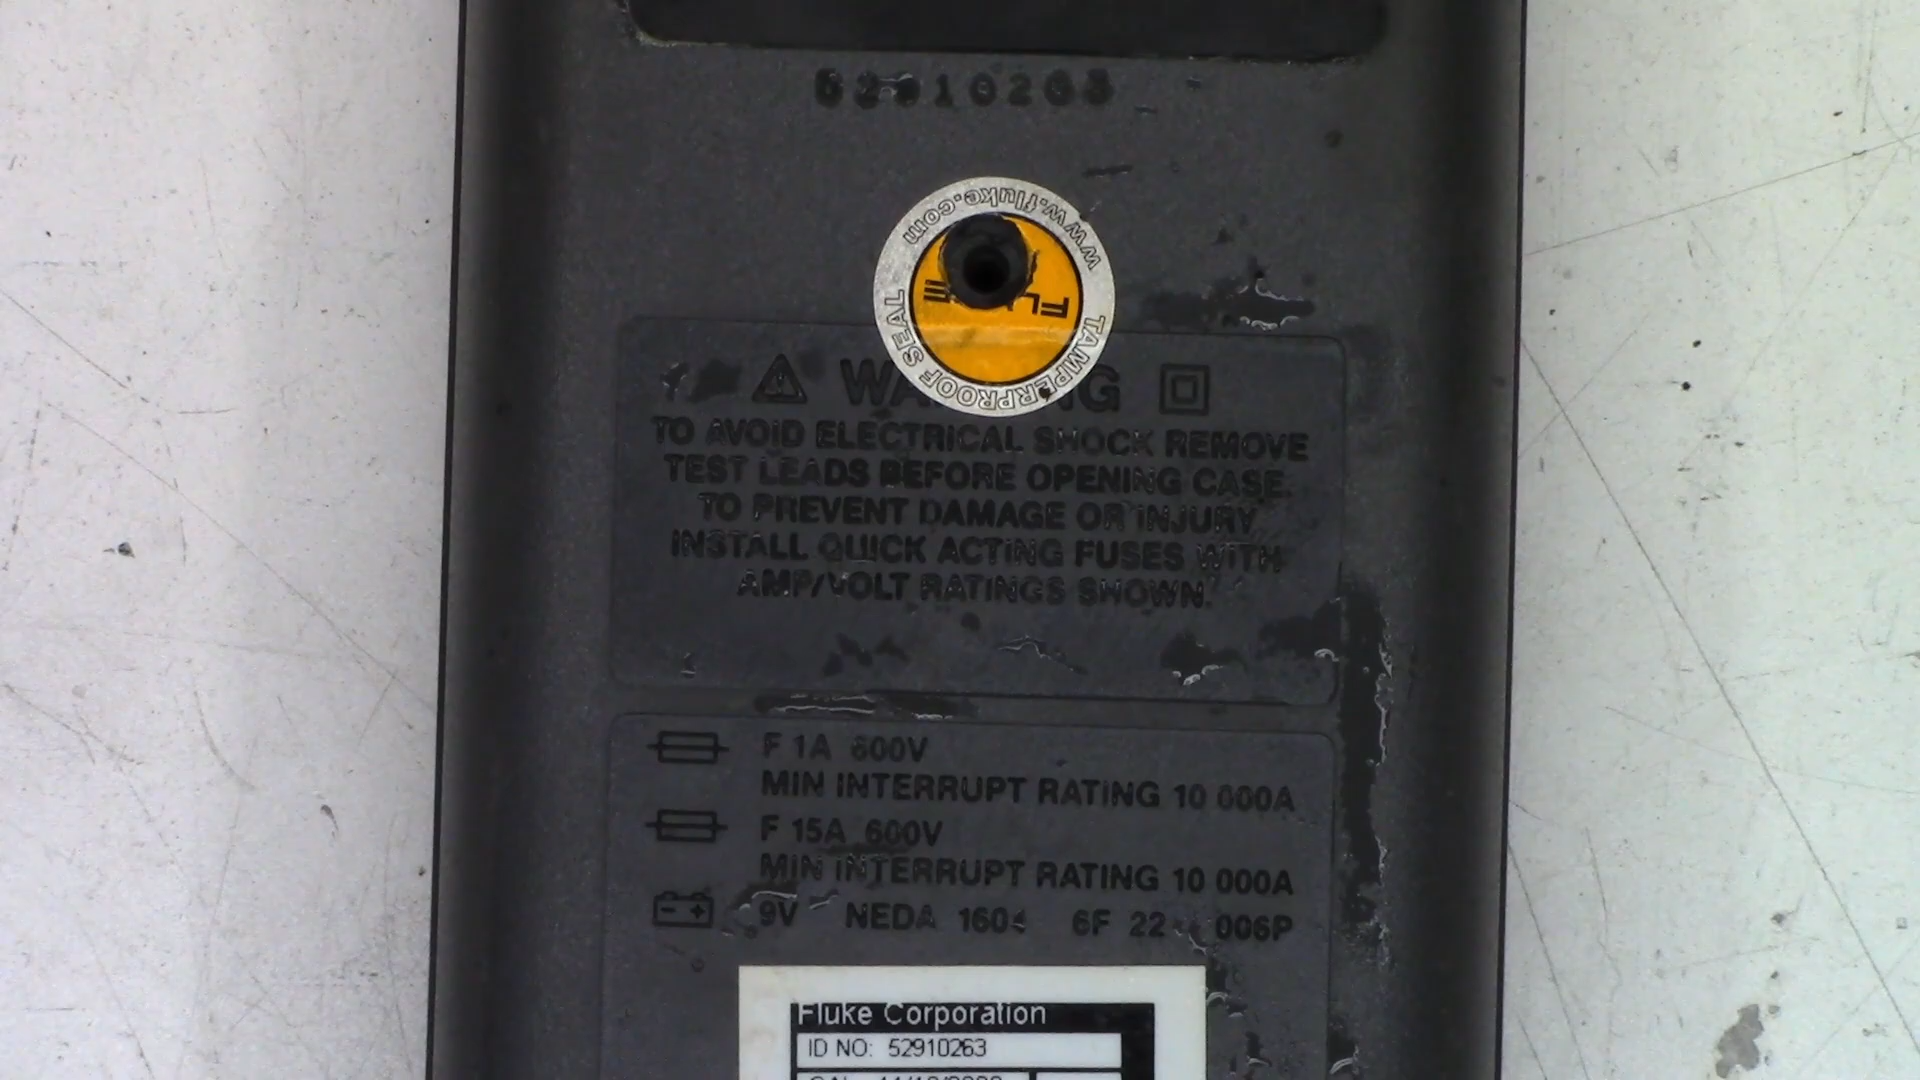 52910263
www.fluke.com
TAMPERPROOF SEAL
TO AVOID ELECTRICAL SHOCK REMOVE
TEST LEADS BEFORE OPENING CASE.
TO PREVENT DAMAGE OR INJURY
INSTALL QUICK ACTING FUSES WITH
AMP/VOLT RATINGS SHOWN.
F 1A 600V
MIN INTERRUPT RATING 10 000A
F 15A 600V
MIN INTERRUPT RATING 10 000A
9V NEDA 1604 6F 22 006P
Fluke Corporation
ID NO: 52910263